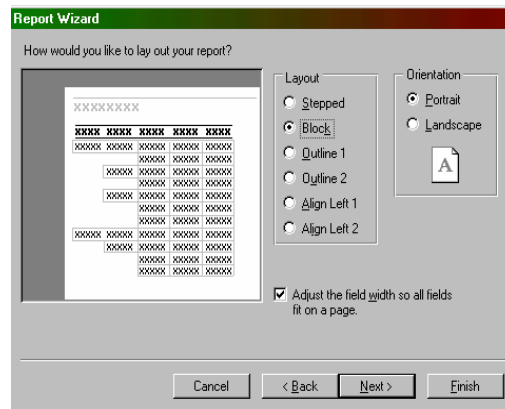 Report Wizard
How would you like to lay out your report?
XXXXXXXX
XXXX XXXX XXXX XXXX XXXX
XXXXX XXXXX XXXXX XXXXX XXXXX
XXXXX XXXXX XXXXX
XXXXX XXXXX XXXXX XXXXX
XXXXX XXXXX XXXXX
XXXXX XXXXX XXXXX XXXXX
XXXXX XXXXX XXXXX
XXXXX XXXXX XXXXX
XXXXX XXXXX XXXXX XXXXX XXXXX
XXXXX XXXXX XXXXX XXXXX
XXXXX XXXXX XXXXX
XXXXX XXXXX XXXXX
Layout
Stepped
Block
Outline 1
Outline 2
Align Left 1
Align Left 2
Orientation
Portrait
Landscape
A
Adjust the field width so all fields
fit on a page.
Cancel
< Back
Next >
Finish